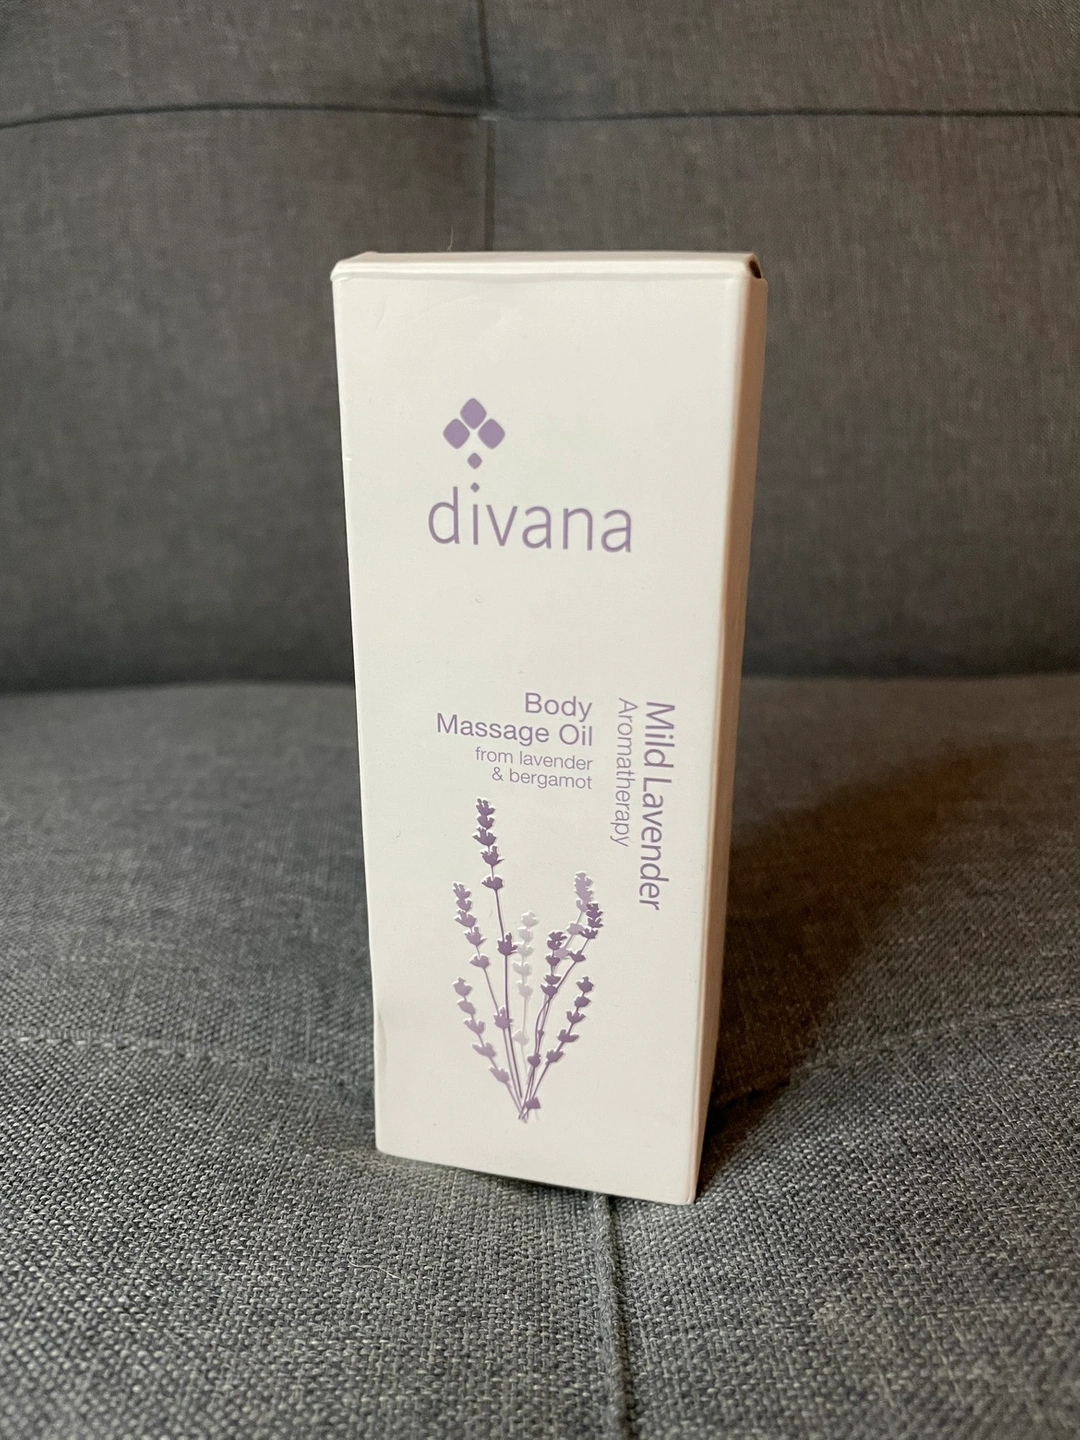 divana
Body
Massage Oil
from lavender
& bergamot
Mild Lavender
Aromatherapy